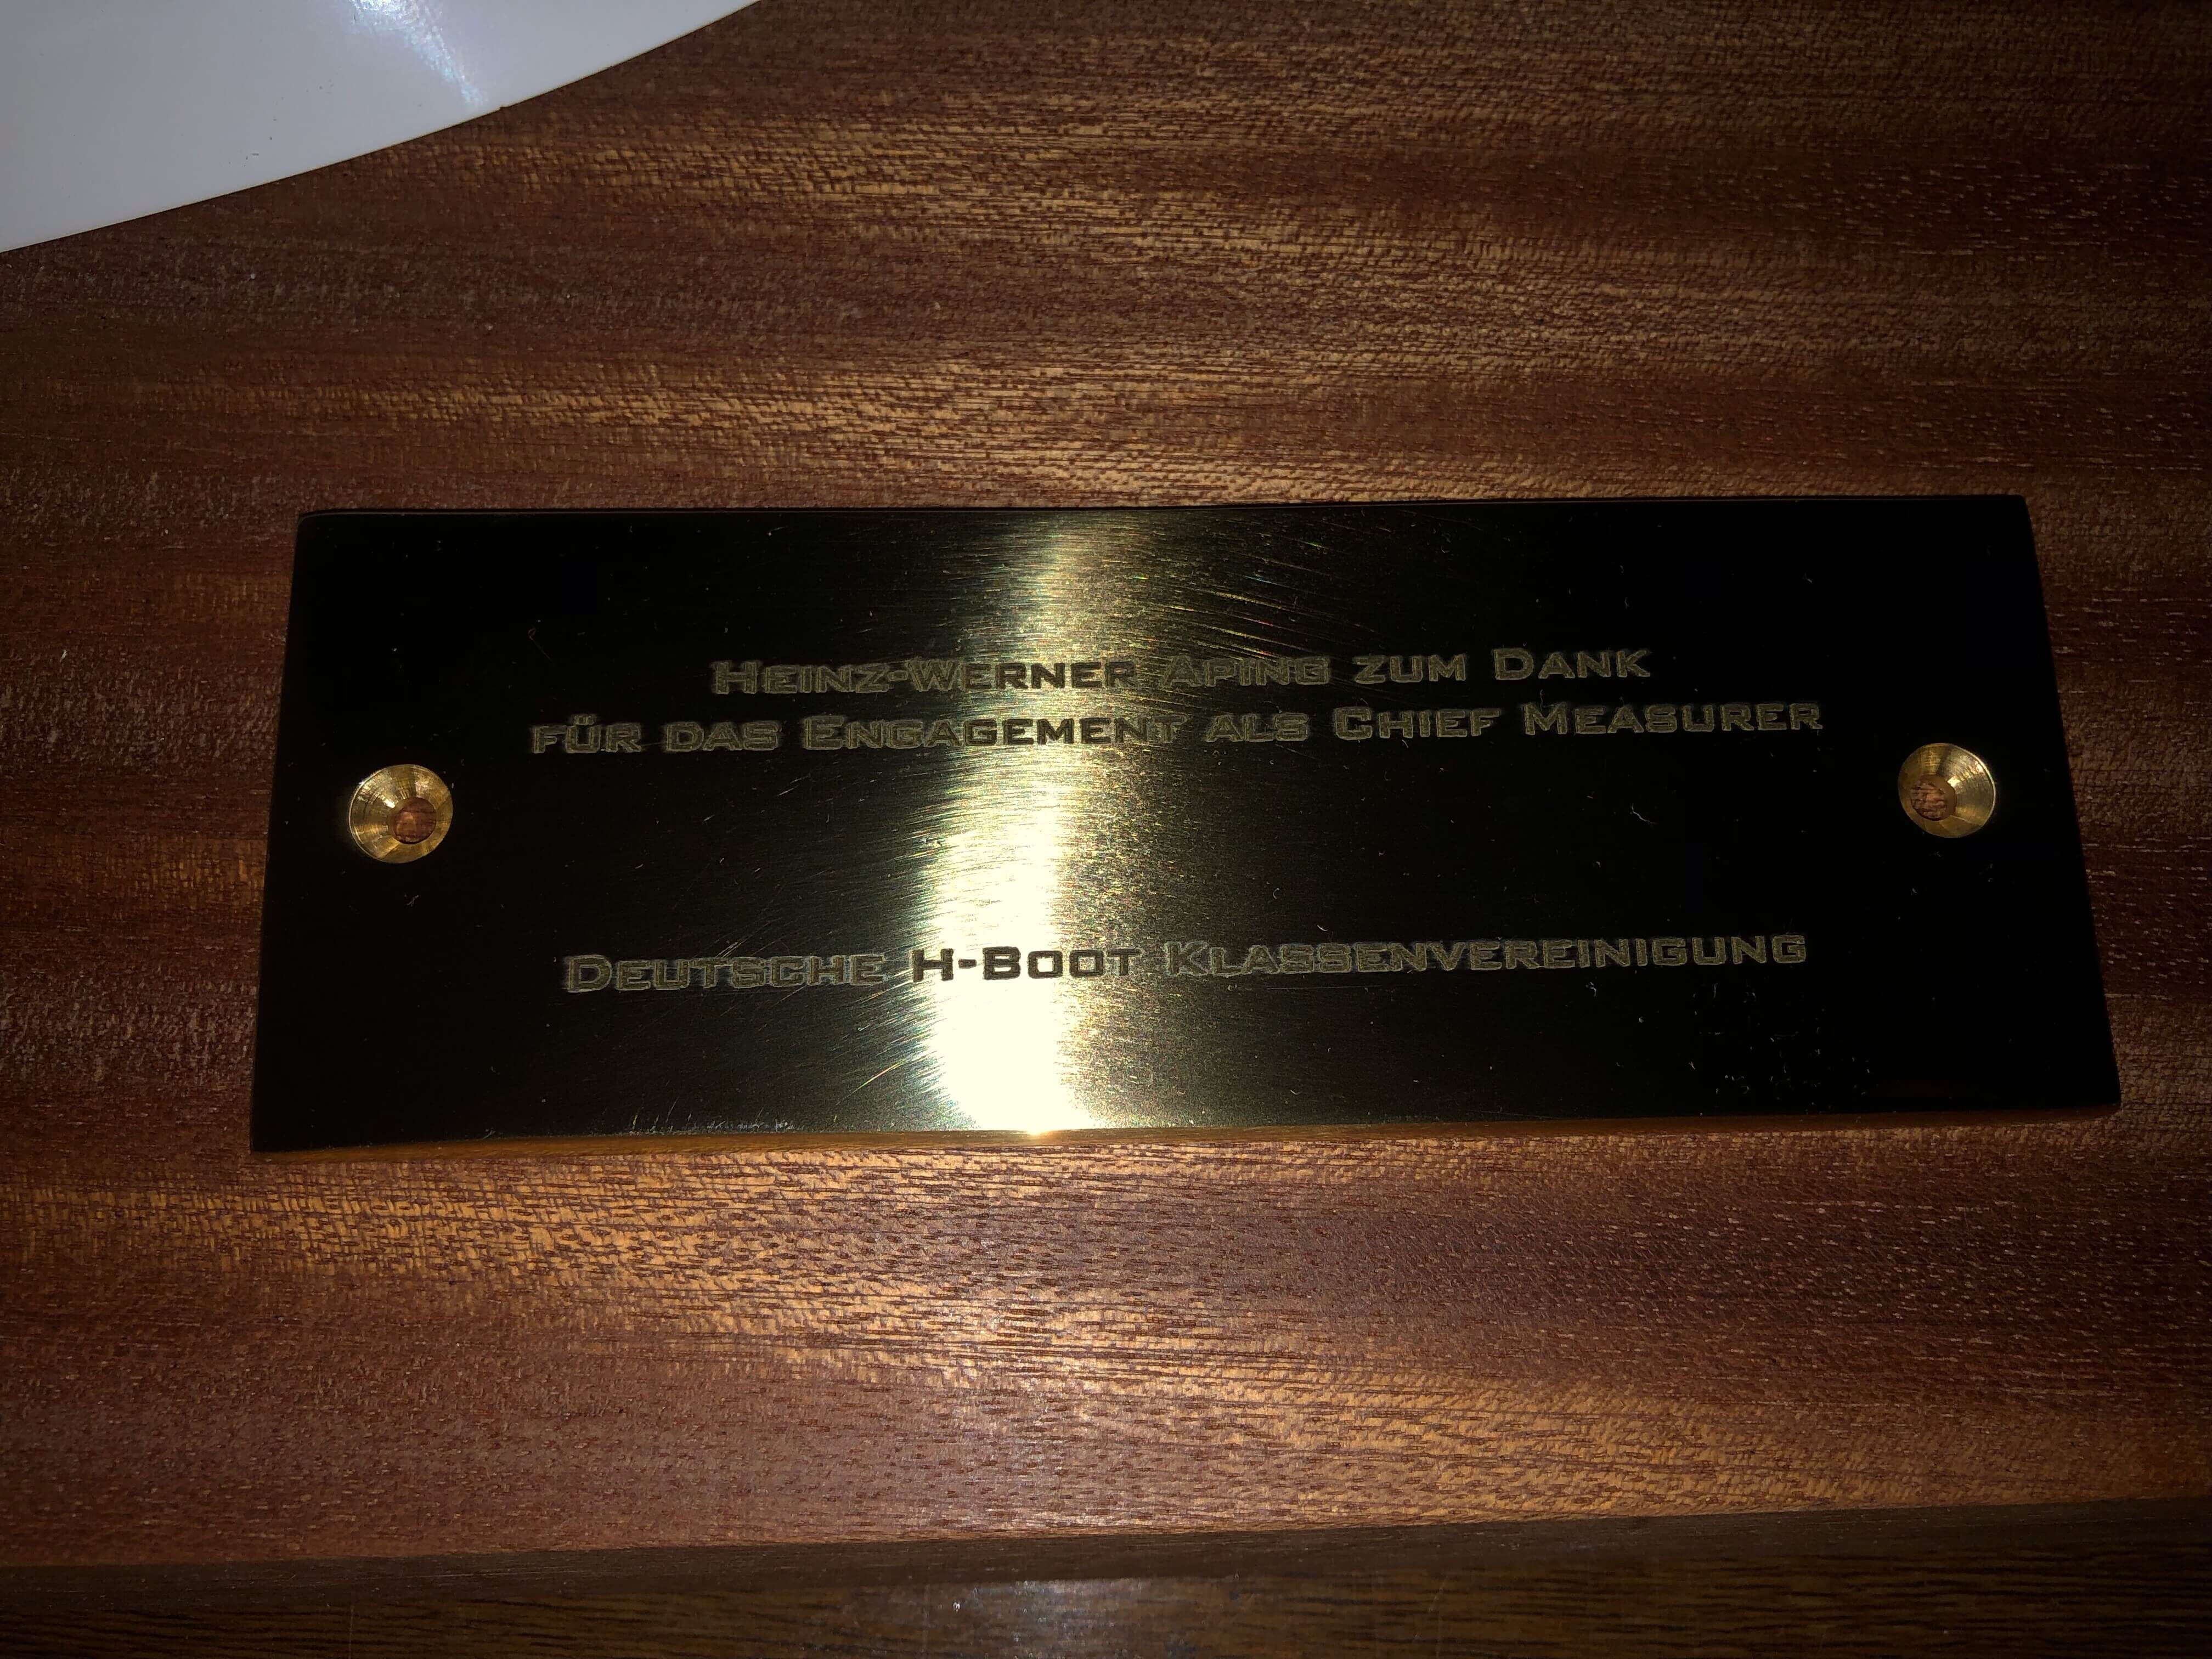 Heinz-Werner Aping zum Dank
für das Engagement als Chief Measurer
Deutsche H-Boot Klassenvereinigung